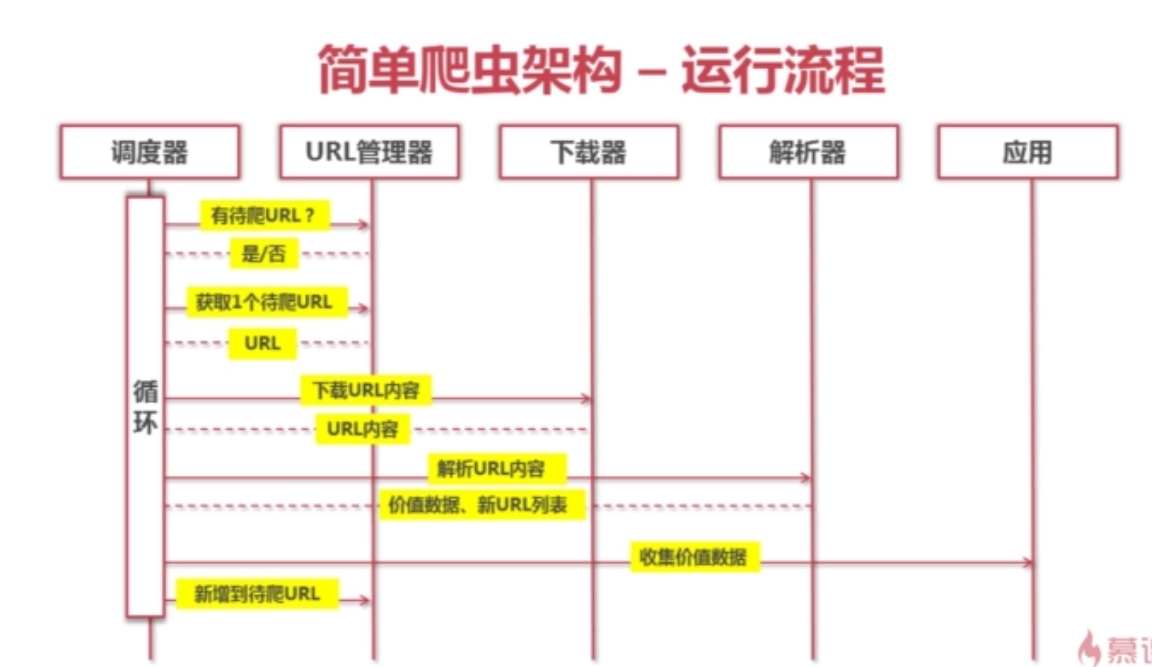 简单爬虫架构 – 运行流程
调度器
URL管理器
下载器
解析器
应用
有待爬URL？
是/否
获取1个待爬URL
URL
下载URL内容
URL内容
解析URL内容
价值数据、新URL列表
收集价值数据
新增到待爬URL
循
环
慕